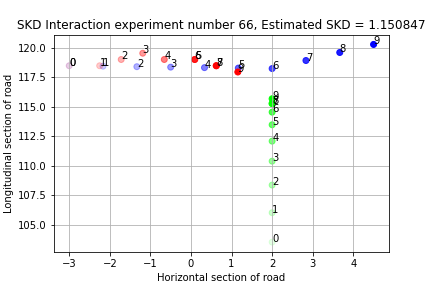 SKD Interaction experiment number 66, Estimated SKD = 1.150847
Longitudinal section of road
120.0
117.5
115.0
112.5
110.0
107.5
105.0
0 1 2 3 4 5 6 7 8 9
0 1 2 3 4 5 6 7 8 9
0 1 2 3 4 5 6 7 8 9
−3 −2 −1 0 1 2 3 4
Horizontal section of road